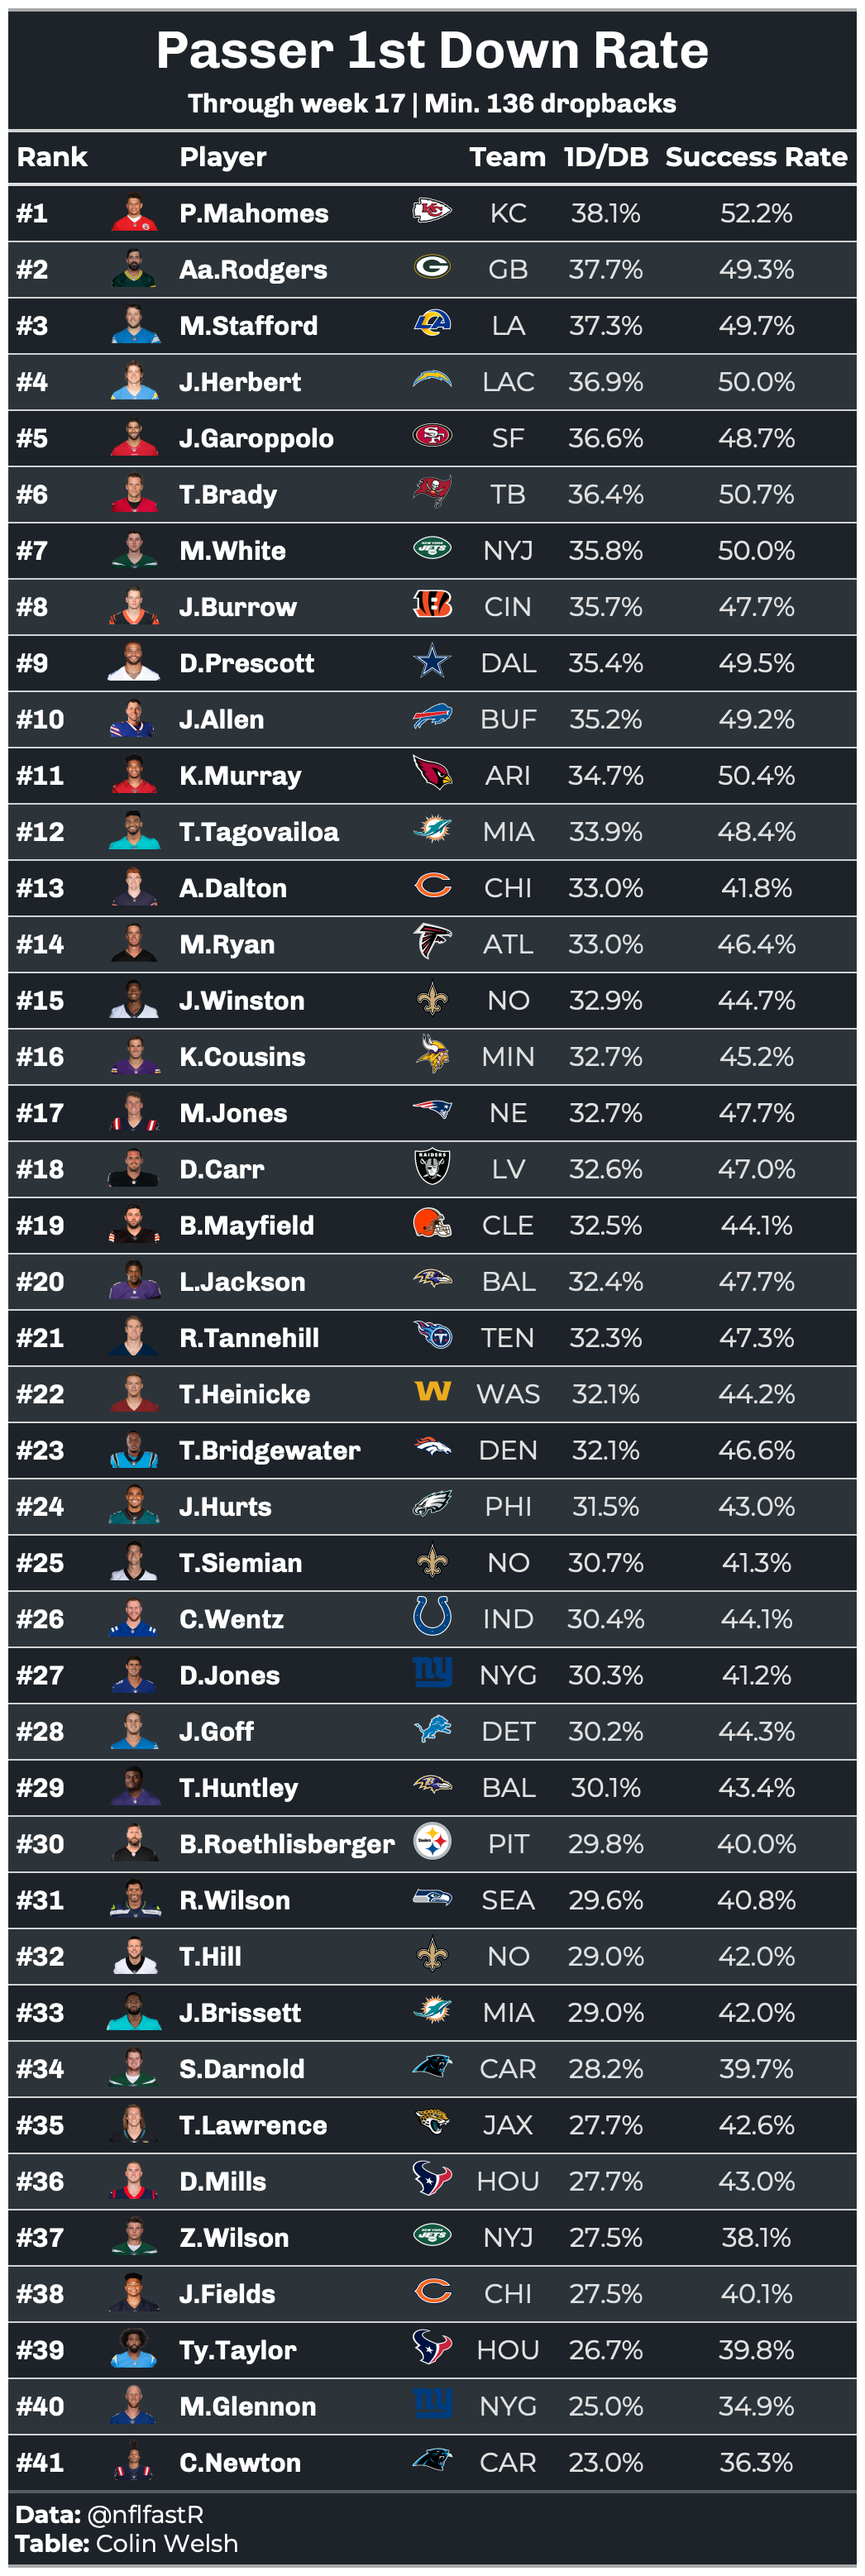 Passer 1st Down Rate
Through week 17 | Min. 136 dropbacks
Rank Player Team 1D/DB Success Rate
#1 P.Mahomes KC 38.1% 52.2%
#2 Aa.Rodgers GB 37.7% 49.3%
#3 M.Stafford LA 37.3% 49.7%
#4 J.Herbert LAC 36.9% 50.0%
#5 J.Garoppolo SF 36.6% 48.7%
#6 T.Brady TB 36.4% 50.7%
#7 M.White NYJ 35.8% 50.0%
#8 J.Burrow CIN 35.7% 47.7%
#9 D.Prescott DAL 35.4% 49.5%
#10 J.Allen BUF 35.2% 49.2%
#11 K.Murray ARI 34.7% 50.4%
#12 T.Tagovailoa MIA 33.9% 48.4%
#13 A.Dalton CHI 33.0% 41.8%
#14 M.Ryan ATL 33.0% 46.4%
#15 J.Winston NO 32.9% 44.7%
#16 K.Cousins MIN 32.7% 45.2%
#17 M.Jones NE 32.7% 47.7%
#18 D.Carr RAIDERS LV 32.6% 47.0%
#19 B.Mayfield CLE 32.5% 44.1%
#20 L.Jackson BAL 32.4% 47.7%
#21 R.Tannehill TEN 32.3% 47.3%
#22 T.Heinicke W WAS 32.1% 44.2%
#23 T.Bridgewater DEN 32.1% 46.6%
#24 J.Hurts PHI 31.5% 43.0%
#25 T.Siemian NO 30.7% 41.3%
#26 C.Wentz IND 30.4% 44.1%
#27 D.Jones ny NYG 30.3% 41.2%
#28 J.Goff DET 30.2% 44.3%
#29 T.Huntley BAL 30.1% 43.4%
#30 B.Roethlisberger Steelers PIT 29.8% 40.0%
#31 R.Wilson SEA 29.6% 40.8%
#32 T.Hill NO 29.0% 42.0%
#33 J.Brissett MIA 29.0% 42.0%
#34 S.Darnold CAR 28.2% 39.7%
#35 T.Lawrence JAX 27.7% 42.6%
#36 D.Mills HOU 27.7% 43.0%
#37 Z.Wilson JETS NYJ 27.5% 38.1%
#38 J.Fields CHI 27.5% 40.1%
#39 Ty.Taylor HOU 26.7% 39.8%
#40 M.Glennon ny NYG 25.0% 34.9%
#41 C.Newton CAR 23.0% 36.3%
Data: @nflfastR
Table: Colin Welsh